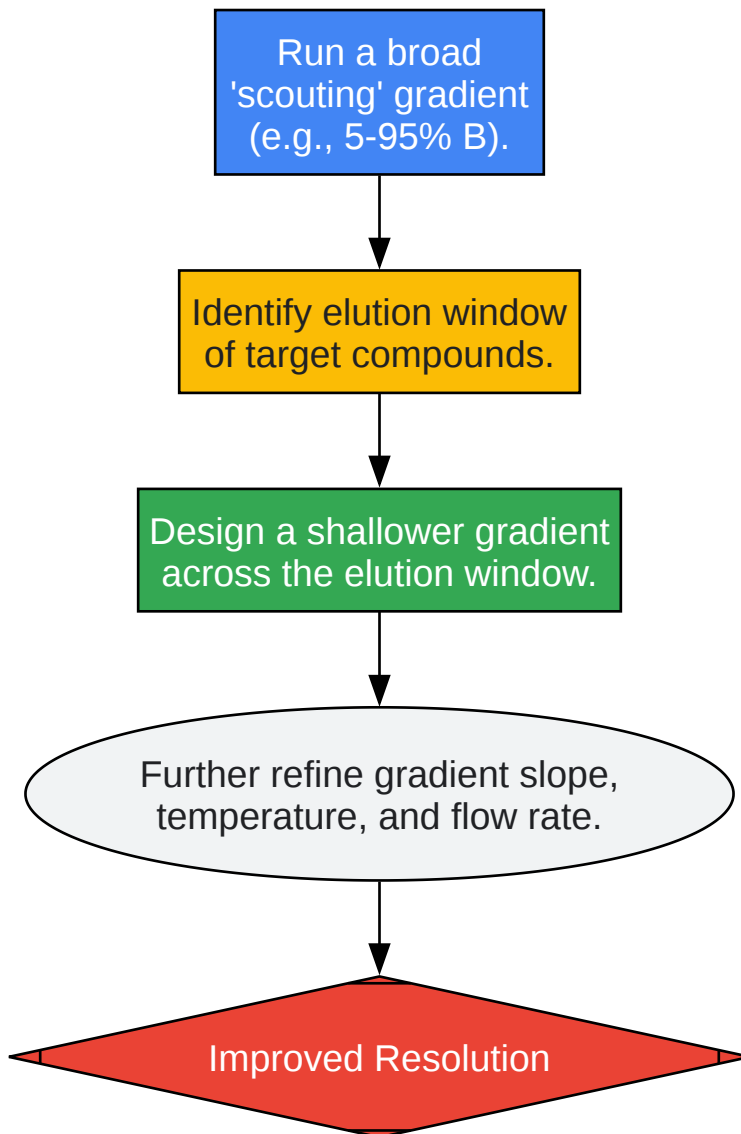 Run a broad
'scouting' gradient
(e.g., 5-95% B).
Identify elution window
of target compounds.
Design a shallower gradient
across the elution window.
Further refine gradient slope,
temperature, and flow rate.
Improved Resolution